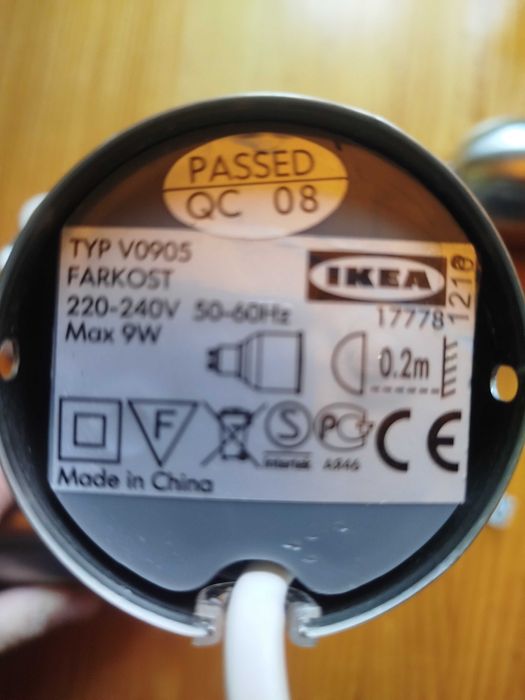 PASSED
QC 08
TYP V0905
FARKOST
220-240V 50-60Hz
Max 9W
IKEA
17778
1210
0.2m
F
S
Intertek
PC
A846
CE
Made in China